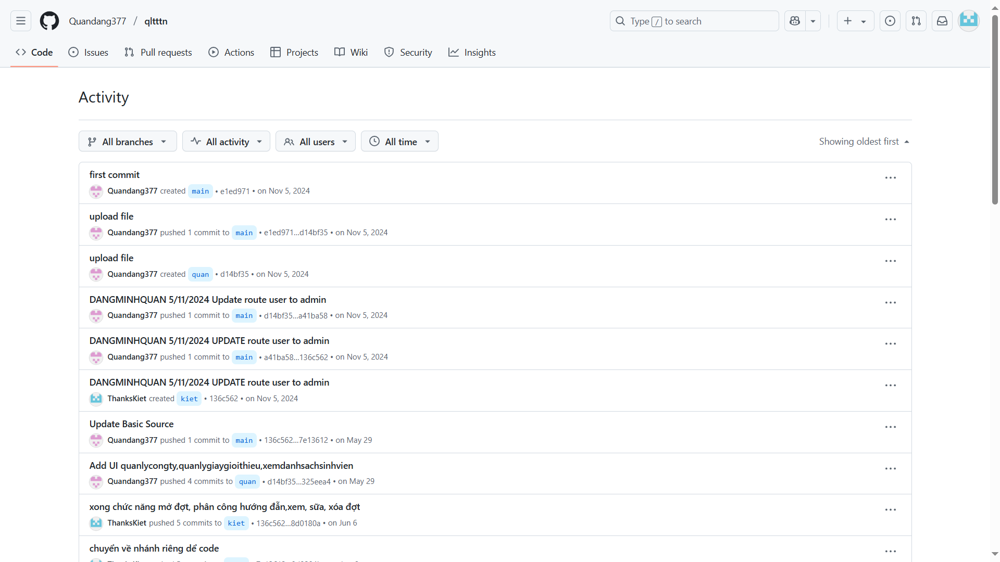 Quandang377 / qltttn
Type / to search
Code Issues Pull requests Actions Projects Wiki Security Insights
Activity
All branches All activity All users All time Showing oldest first
first commit
Quandang377 created main • e1ed971 • on Nov 5, 2024
upload file
Quandang377 pushed 1 commit to main • e1ed971...d14bf35 • on Nov 5, 2024
upload file
Quandang377 created quan • d14bf35 • on Nov 5, 2024
DANGMINHQUAN 5/11/2024 Update route user to admin
Quandang377 pushed 1 commit to main • d14bf35...a41ba58 • on Nov 5, 2024
DANGMINHQUAN 5/11/2024 UPDATE route user to admin
Quandang377 pushed 1 commit to main • a41ba58...136c562 • on Nov 5, 2024
DANGMINHQUAN 5/11/2024 UPDATE route user to admin
ThanksKiet created kiet • 136c562 • on Nov 5, 2024
Update Basic Source
Quandang377 pushed 1 commit to main • 136c562...7e13612 • on May 29
Add UI quanlycongty,quanlygiaygioithieu,xemdanhsachsinhvien
Quandang377 pushed 4 commits to quan • d14bf35...325eea4 • on May 29
xong chức năng mở đợt, phân công hướng đẫn,xem, sữa, xóa đợt
ThanksKiet pushed 5 commits to kiet • 136c562...8d0180a • on Jun 6
chuyển về nhánh riêng dể code